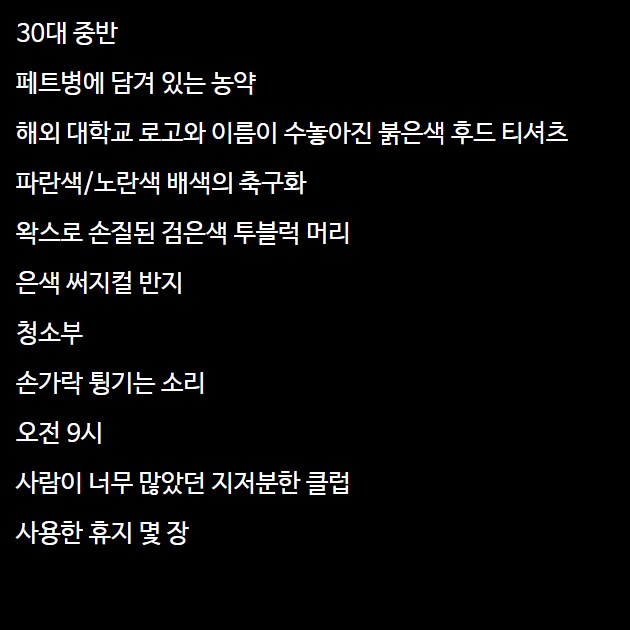 30대 중반
페트병에 담겨 있는 농약
해외 대학교 로고와 이름이 수놓아진 붉은색 후드 티셔츠
파란색/노란색 배색의 축구화
왁스로 손질된 검은색 투블럭 머리
은색 써지컬 반지
청소부
손가락 튕기는 소리
오전 9시
사람이 너무 많았던 지저분한 클럽
사용한 휴지 몇 장